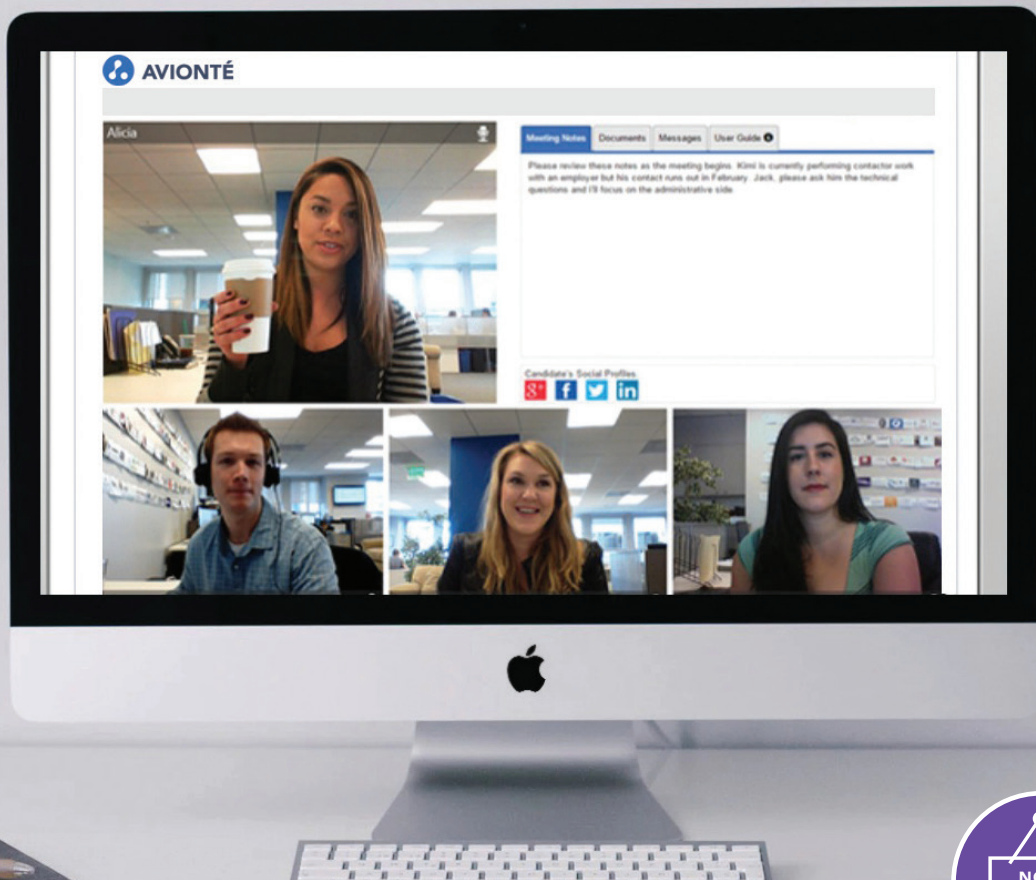 AVIONTÉ
Alicia
Meeting Notes Documents Messages User Guide
Please review these notes as the meeting begins. Kimi is currently performing contactor work
with an employer but his contact runs out in February. Jack, please ask him the technical
questions and I'll focus on the administrative side
Candidate's Social Profiles
g+ f in